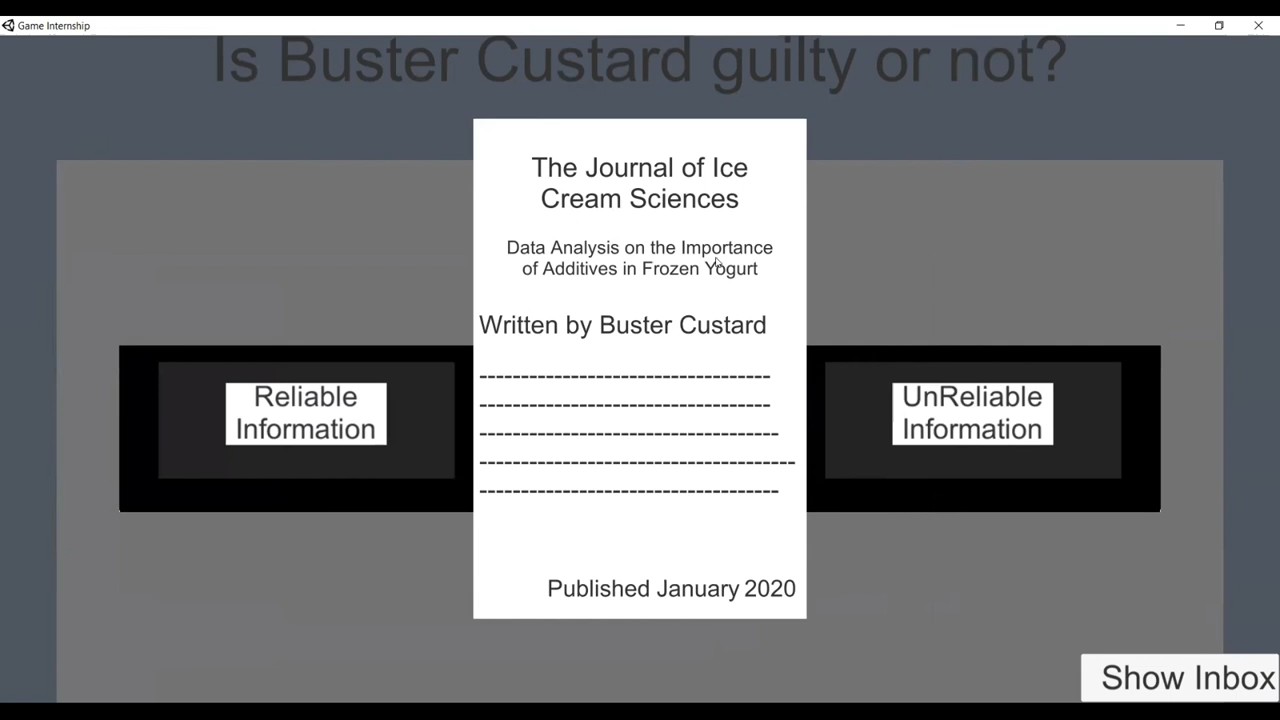 Game Internship
Is Buster Custard guilty or not?
The Journal of Ice
Cream Sciences
Data Analysis on the Importance
of Additives in Frozen Yogurt
Written by Buster Custard
-----------------------------------
-----------------------------------
------------------------------------
--------------------------------------
------------------------------------
Published January 2020
Reliable
Information
UnReliable
Information
Show Inbox